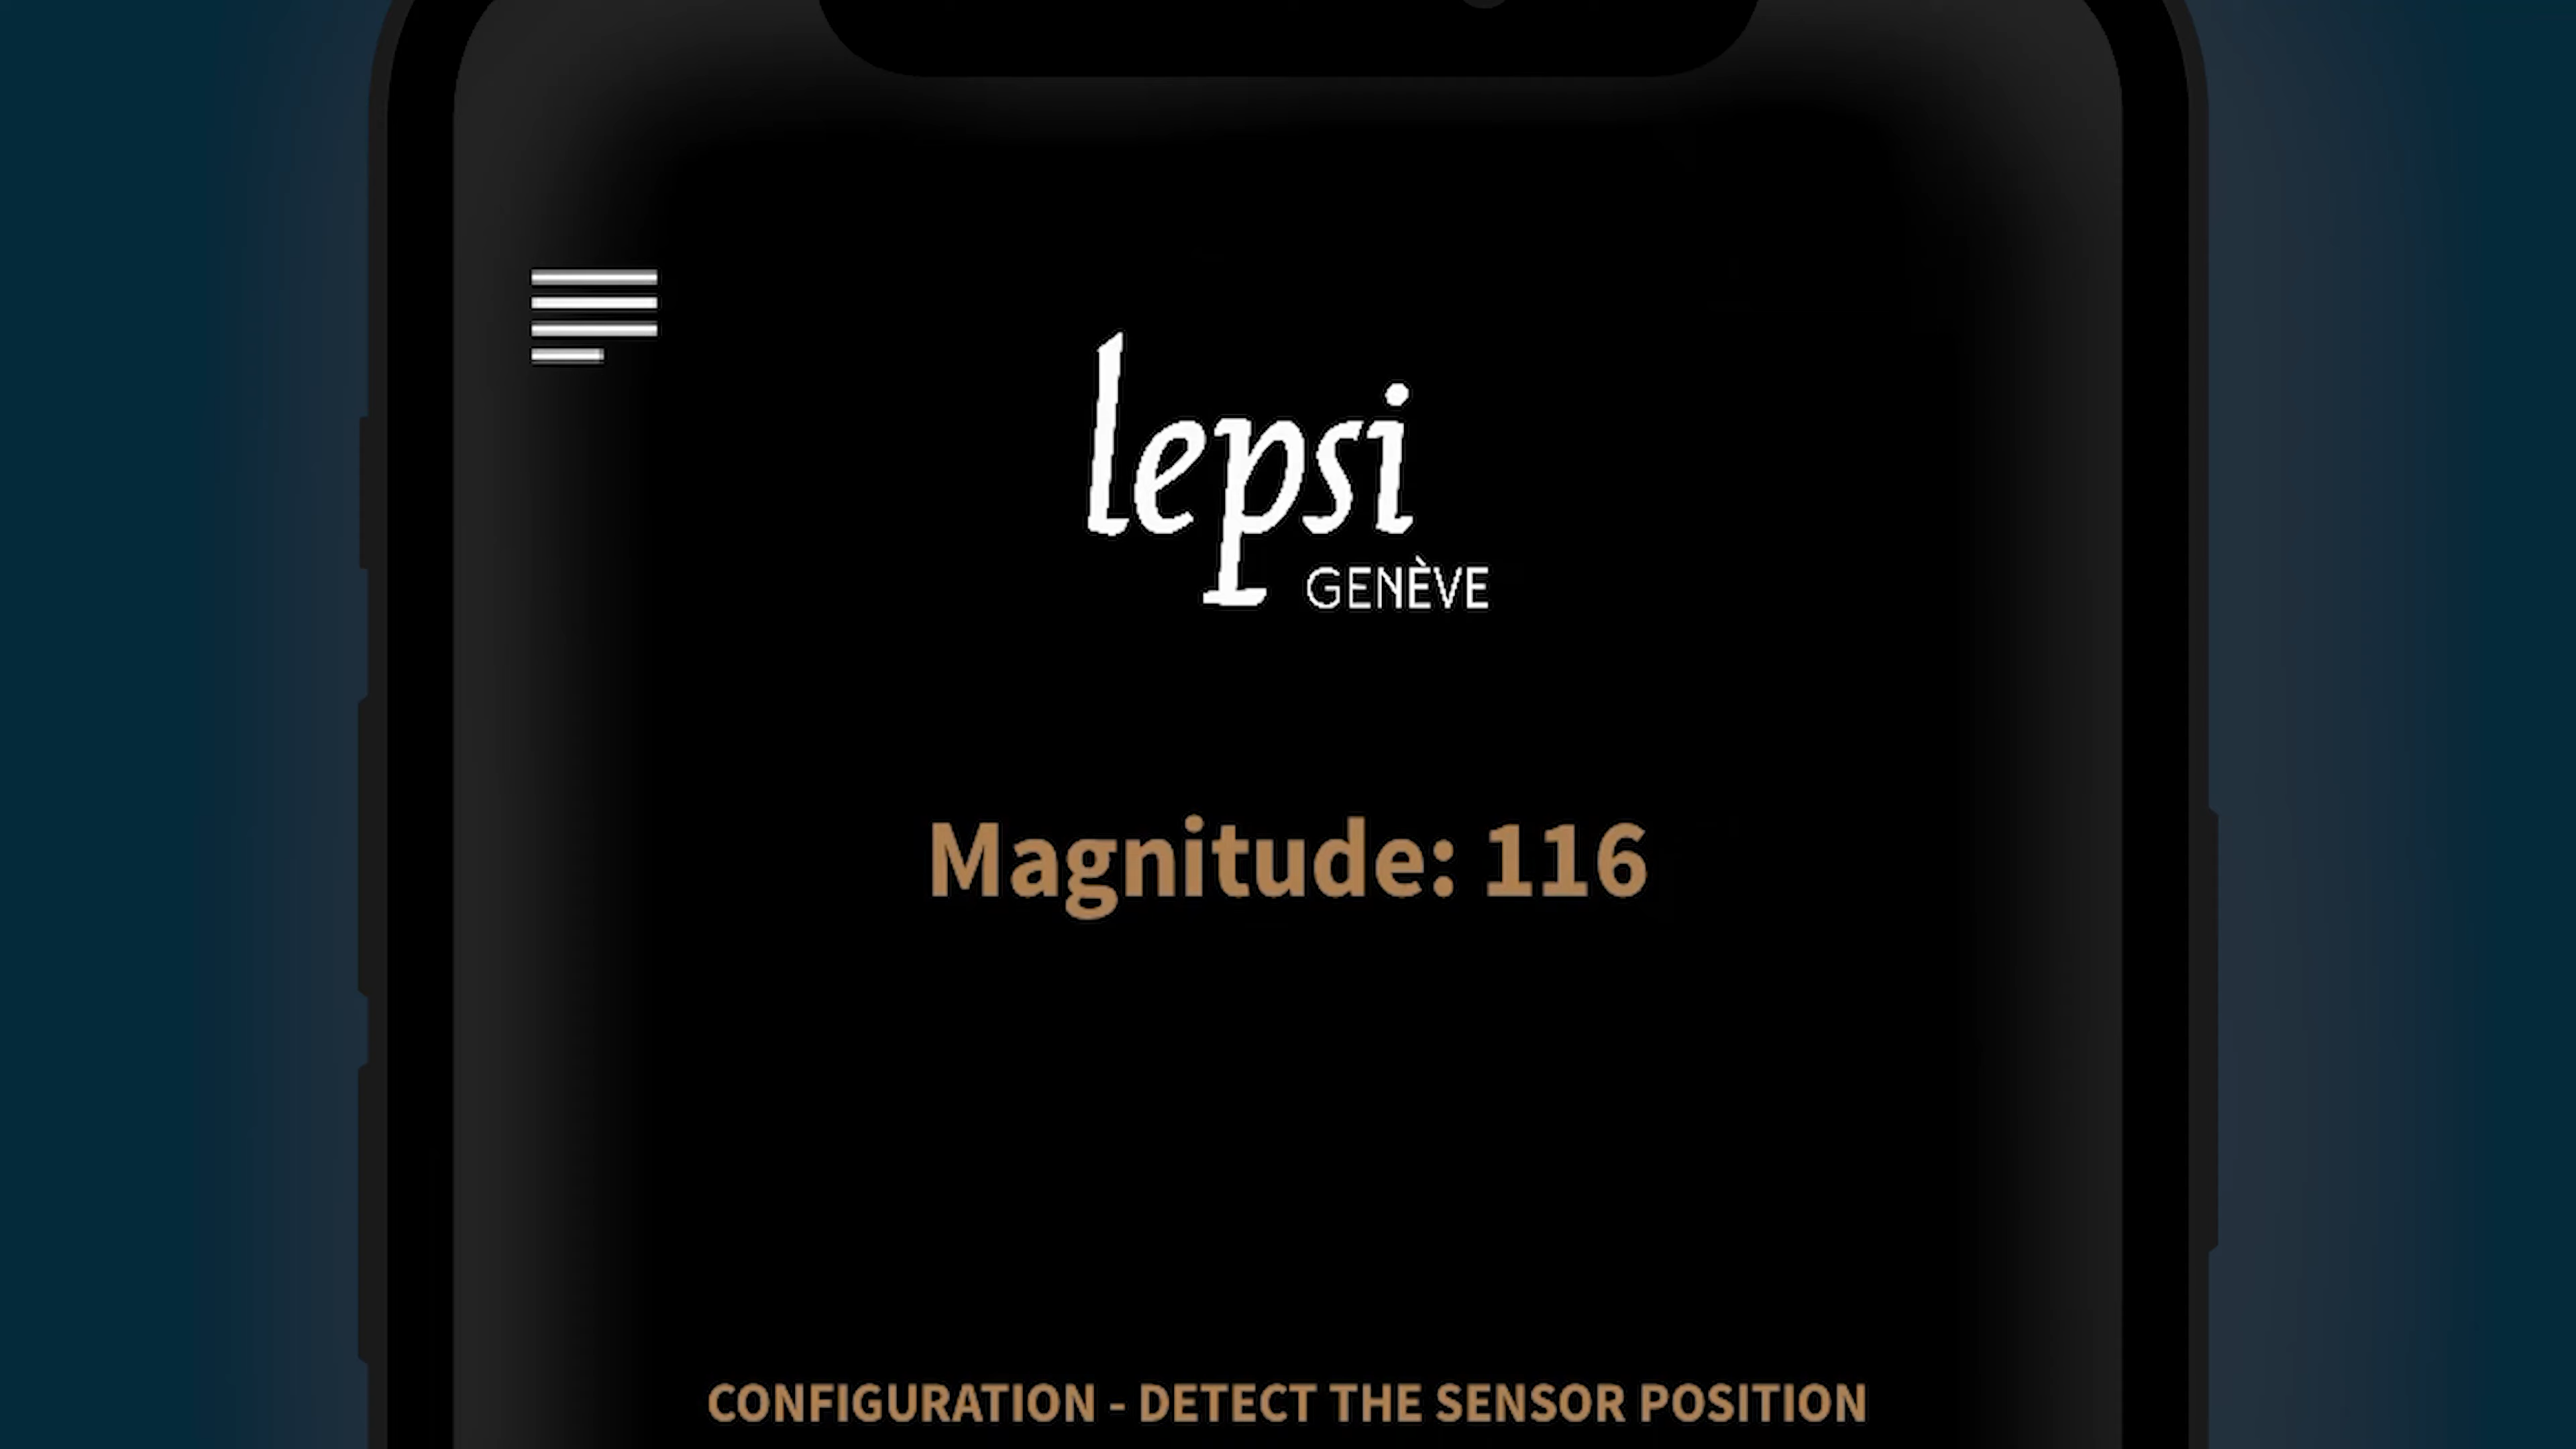 lepsi
GENÈVE
Magnitude: 116
CONFIGURATION - DETECT THE SENSOR POSITION